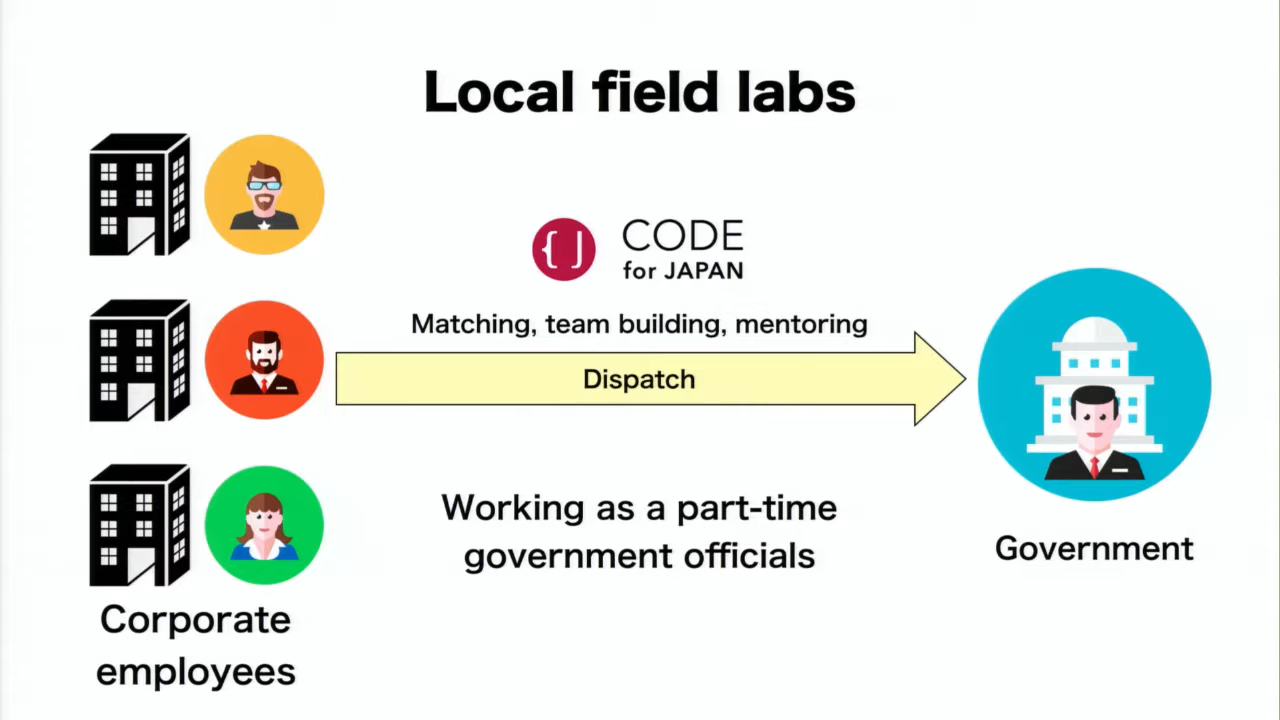 Local field labs
{ }
CODE
for JAPAN
Matching, team building, mentoring
Dispatch
Working as a part-time
government officials
Government
Corporate
employees